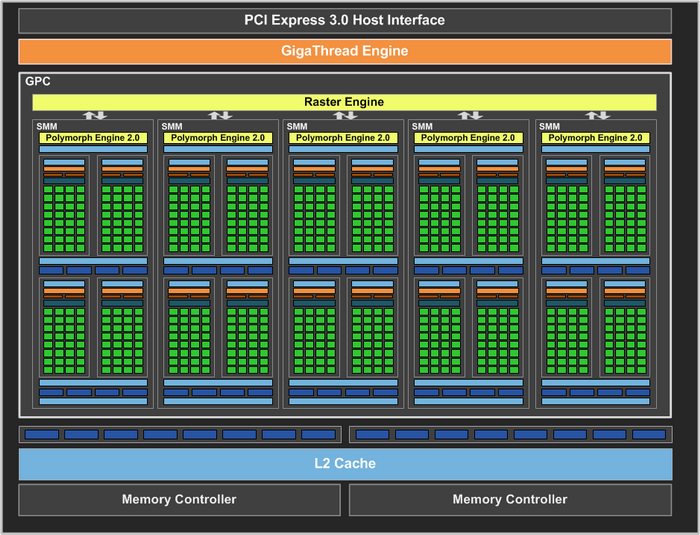 PCI Express 3.0 Host Interface
GigaThread Engine
GPC
Raster Engine
SMM SMM SMM SMM SMM
Polymorph Engine 2.0 Polymorph Engine 2.0 Polymorph Engine 2.0 Polymorph Engine 2.0 Polymorph Engine 2.0
L2 Cache
Memory Controller Memory Controller